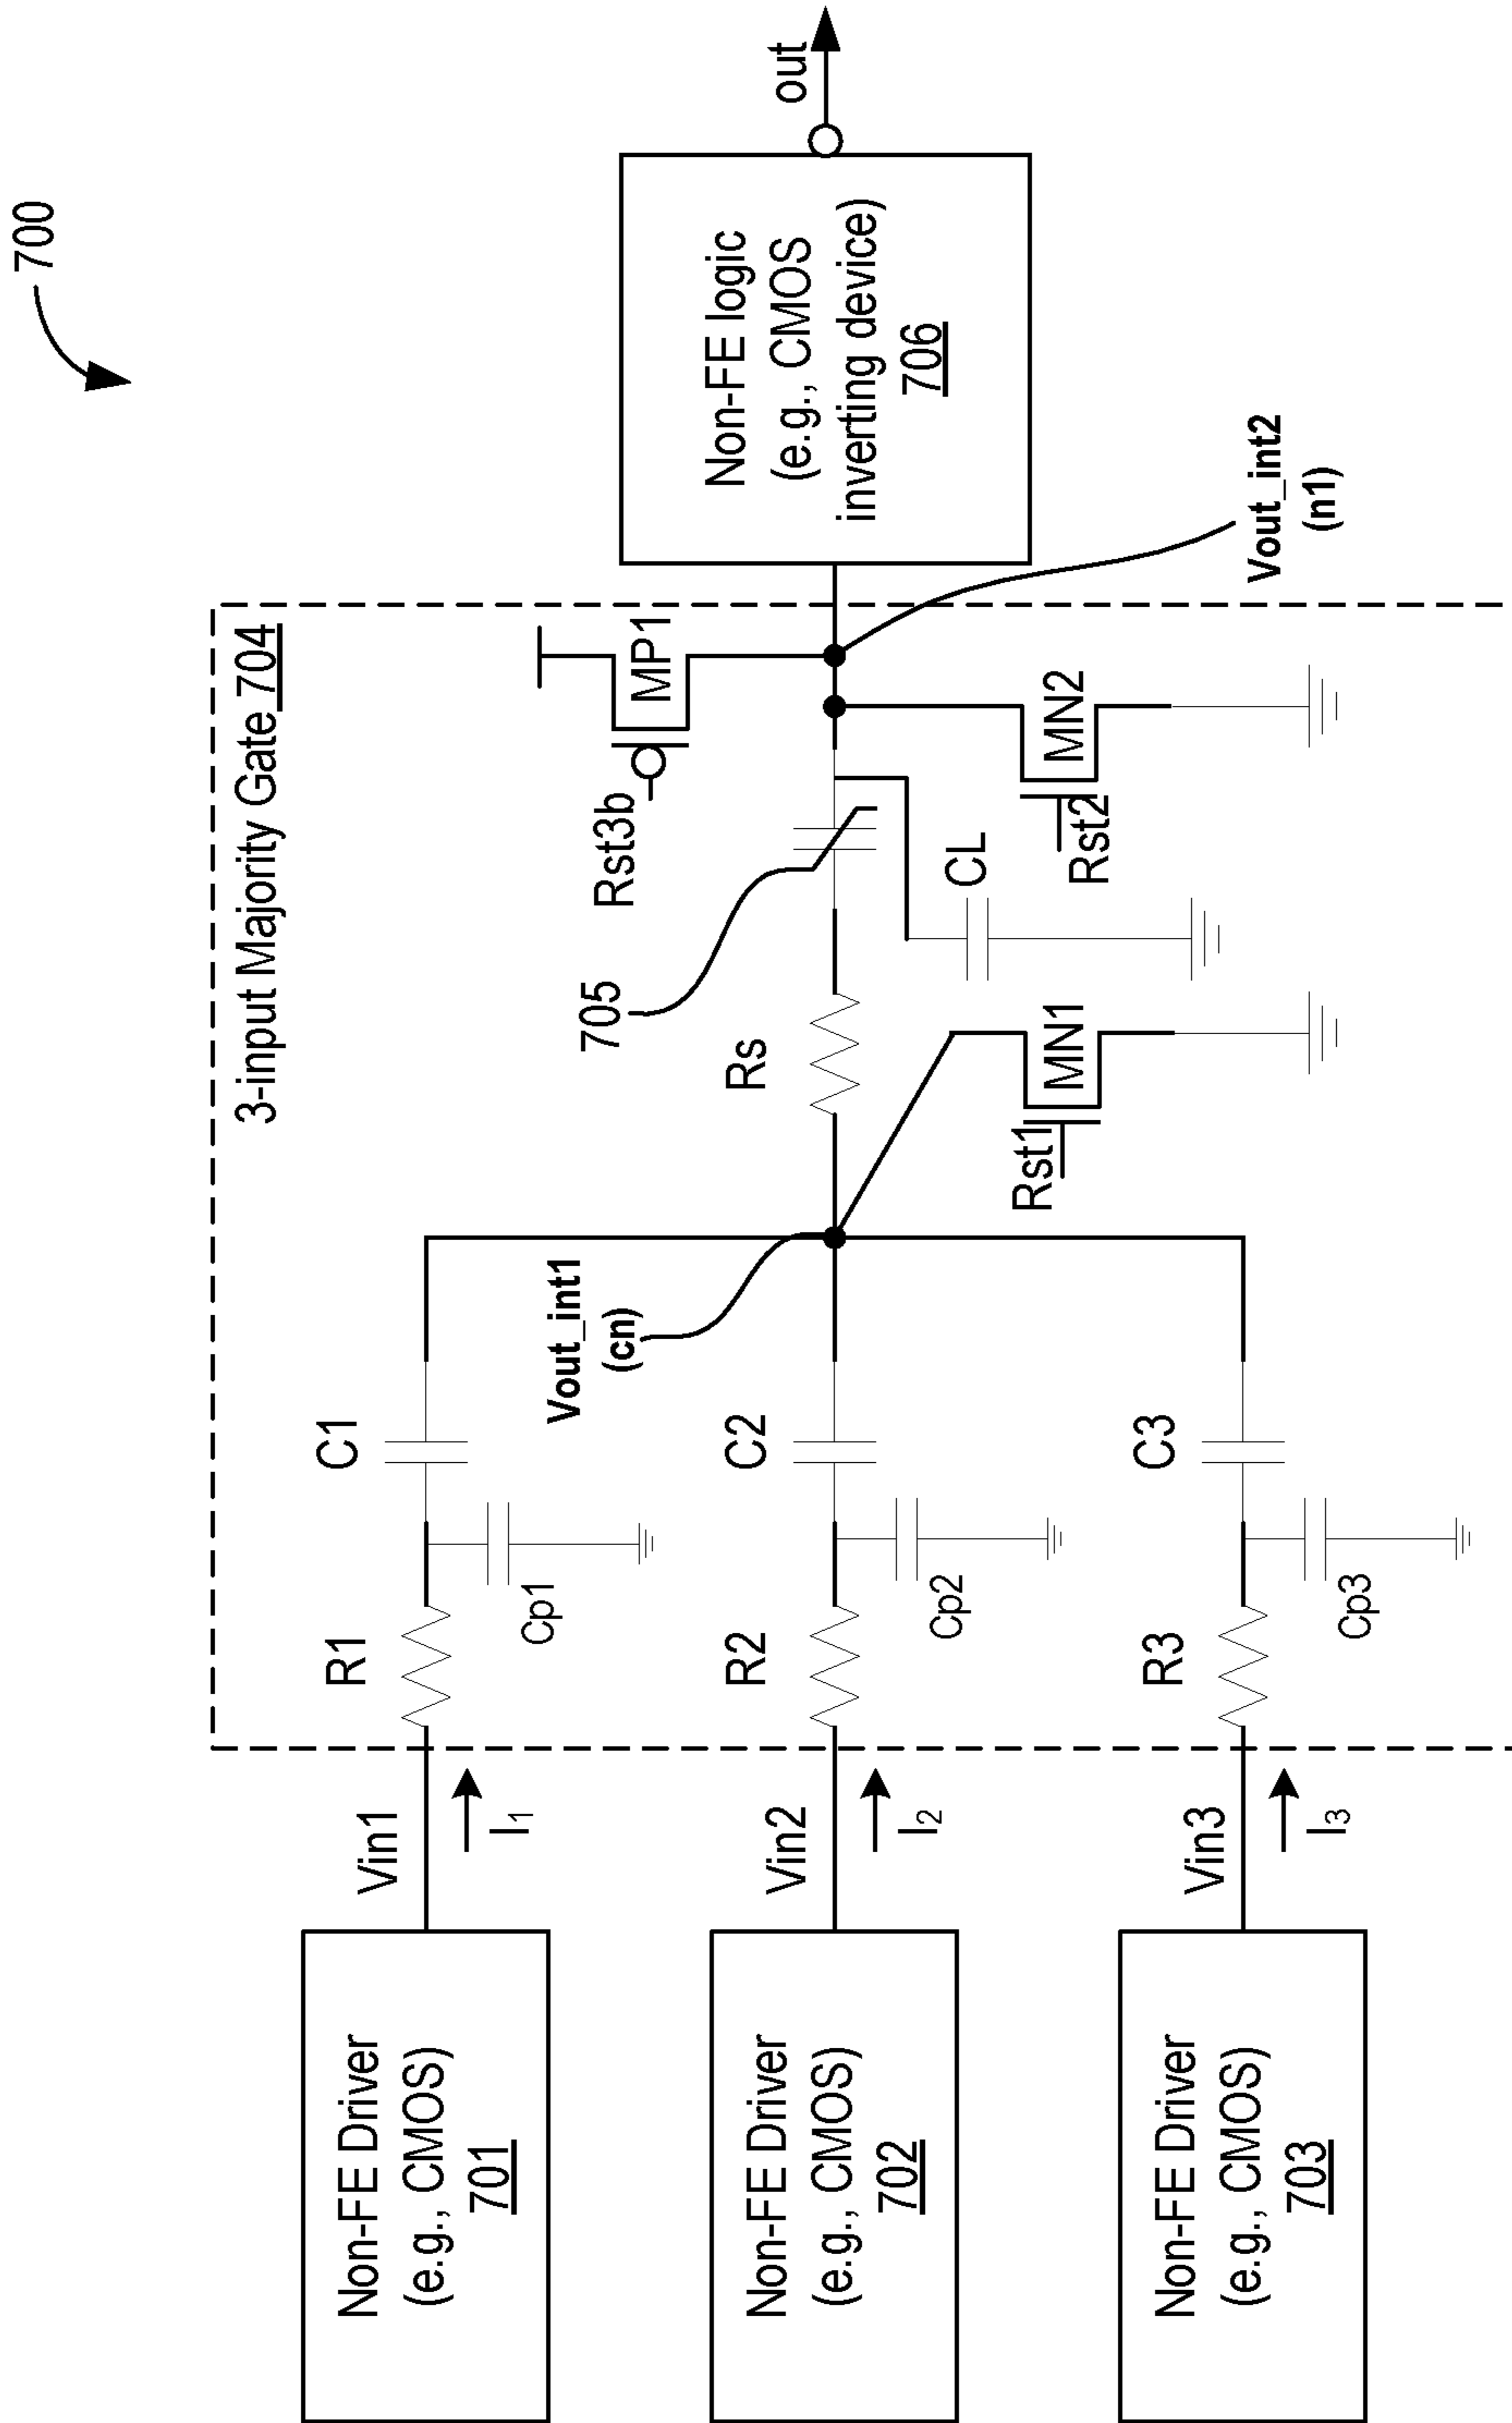 700
3-input Majority Gate 704
Non-FE Driver
(e.g., CMOS)
701
Vin1
I1
R1
Cp1
C1
Vout_int1
(cn)
Non-FE Driver
(e.g., CMOS)
702
Vin2
I2
R2
Cp2
C2
Rs
705
Rst3b
MP1
Non-FE logic
(e.g., CMOS
inverting device)
706
out
Non-FE Driver
(e.g., CMOS)
703
Vin3
I3
R3
Cp3
C3
Rst1
MN1
CL
Rst2
MN2
Vout_int2
(n1)